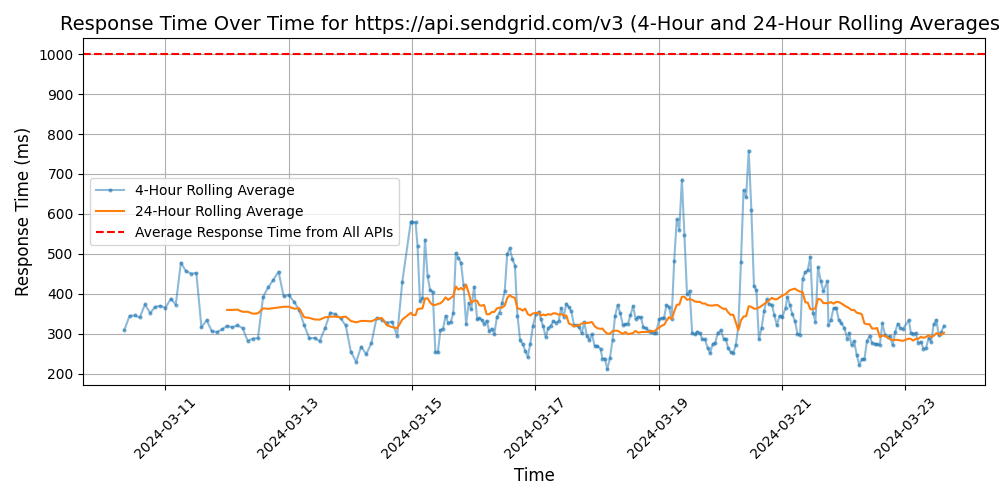 Response Time Over Time for https://api.sendgrid.com/v3 (4-Hour and 24-Hour Rolling Averages
Response Time (ms)
1000
900
800
700
600
500
400
300
200
4-Hour Rolling Average
24-Hour Rolling Average
Average Response Time from All APIs
2024-03-11
2024-03-13
2024-03-15
2024-03-17
2024-03-19
2024-03-21
2024-03-23
Time